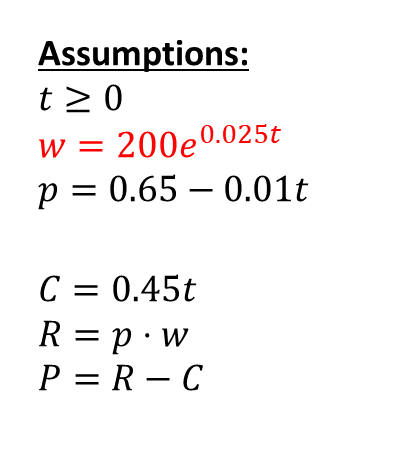 Assumptions:
t ≥ 0
w = 200e^{0.025t}
p = 0.65 − 0.01t
C = 0.45t
R = p · w
P = R − C